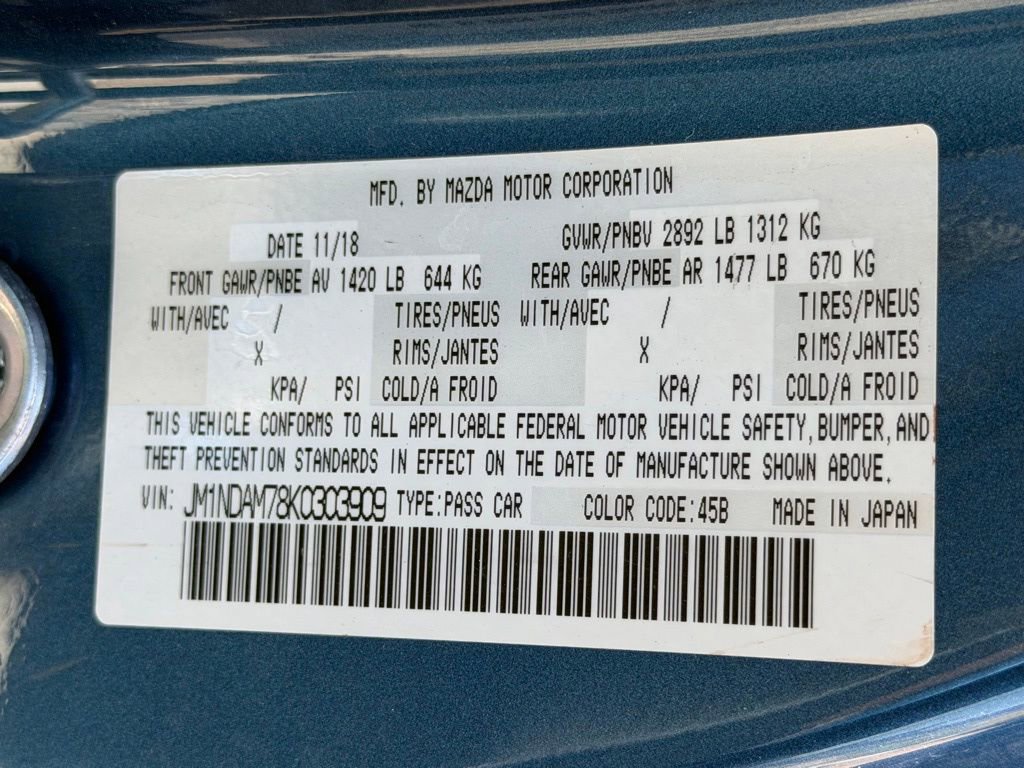 MFD. BY MAZDA MOTOR CORPORATION
DATE 11/18 GVWR/PNBV 2892 LB 1312 KG
FRONT GAWR/PNBE AV 1420 LB 644 KG REAR GAWR/PNBE AR 1477 LB 670 KG
WITH/AVEC / TIRES/PNEUS WITH/AVEC / TIRES/PNEUS
X RIMS/JANTES X RIMS/JANTES
KPA/ PSI COLD/A FROID KPA/ PSI COLD/A FROID
THIS VEHICLE CONFORMS TO ALL APPLICABLE FEDERAL MOTOR VEHICLE SAFETY, BUMPER, AND
THEFT PREVENTION STANDARDS IN EFFECT ON THE DATE OF MANUFACTURE SHOWN ABOVE.
VIN: JM1NDAM78K0303909 TYPE:PASS CAR COLOR CODE:45B MADE IN JAPAN